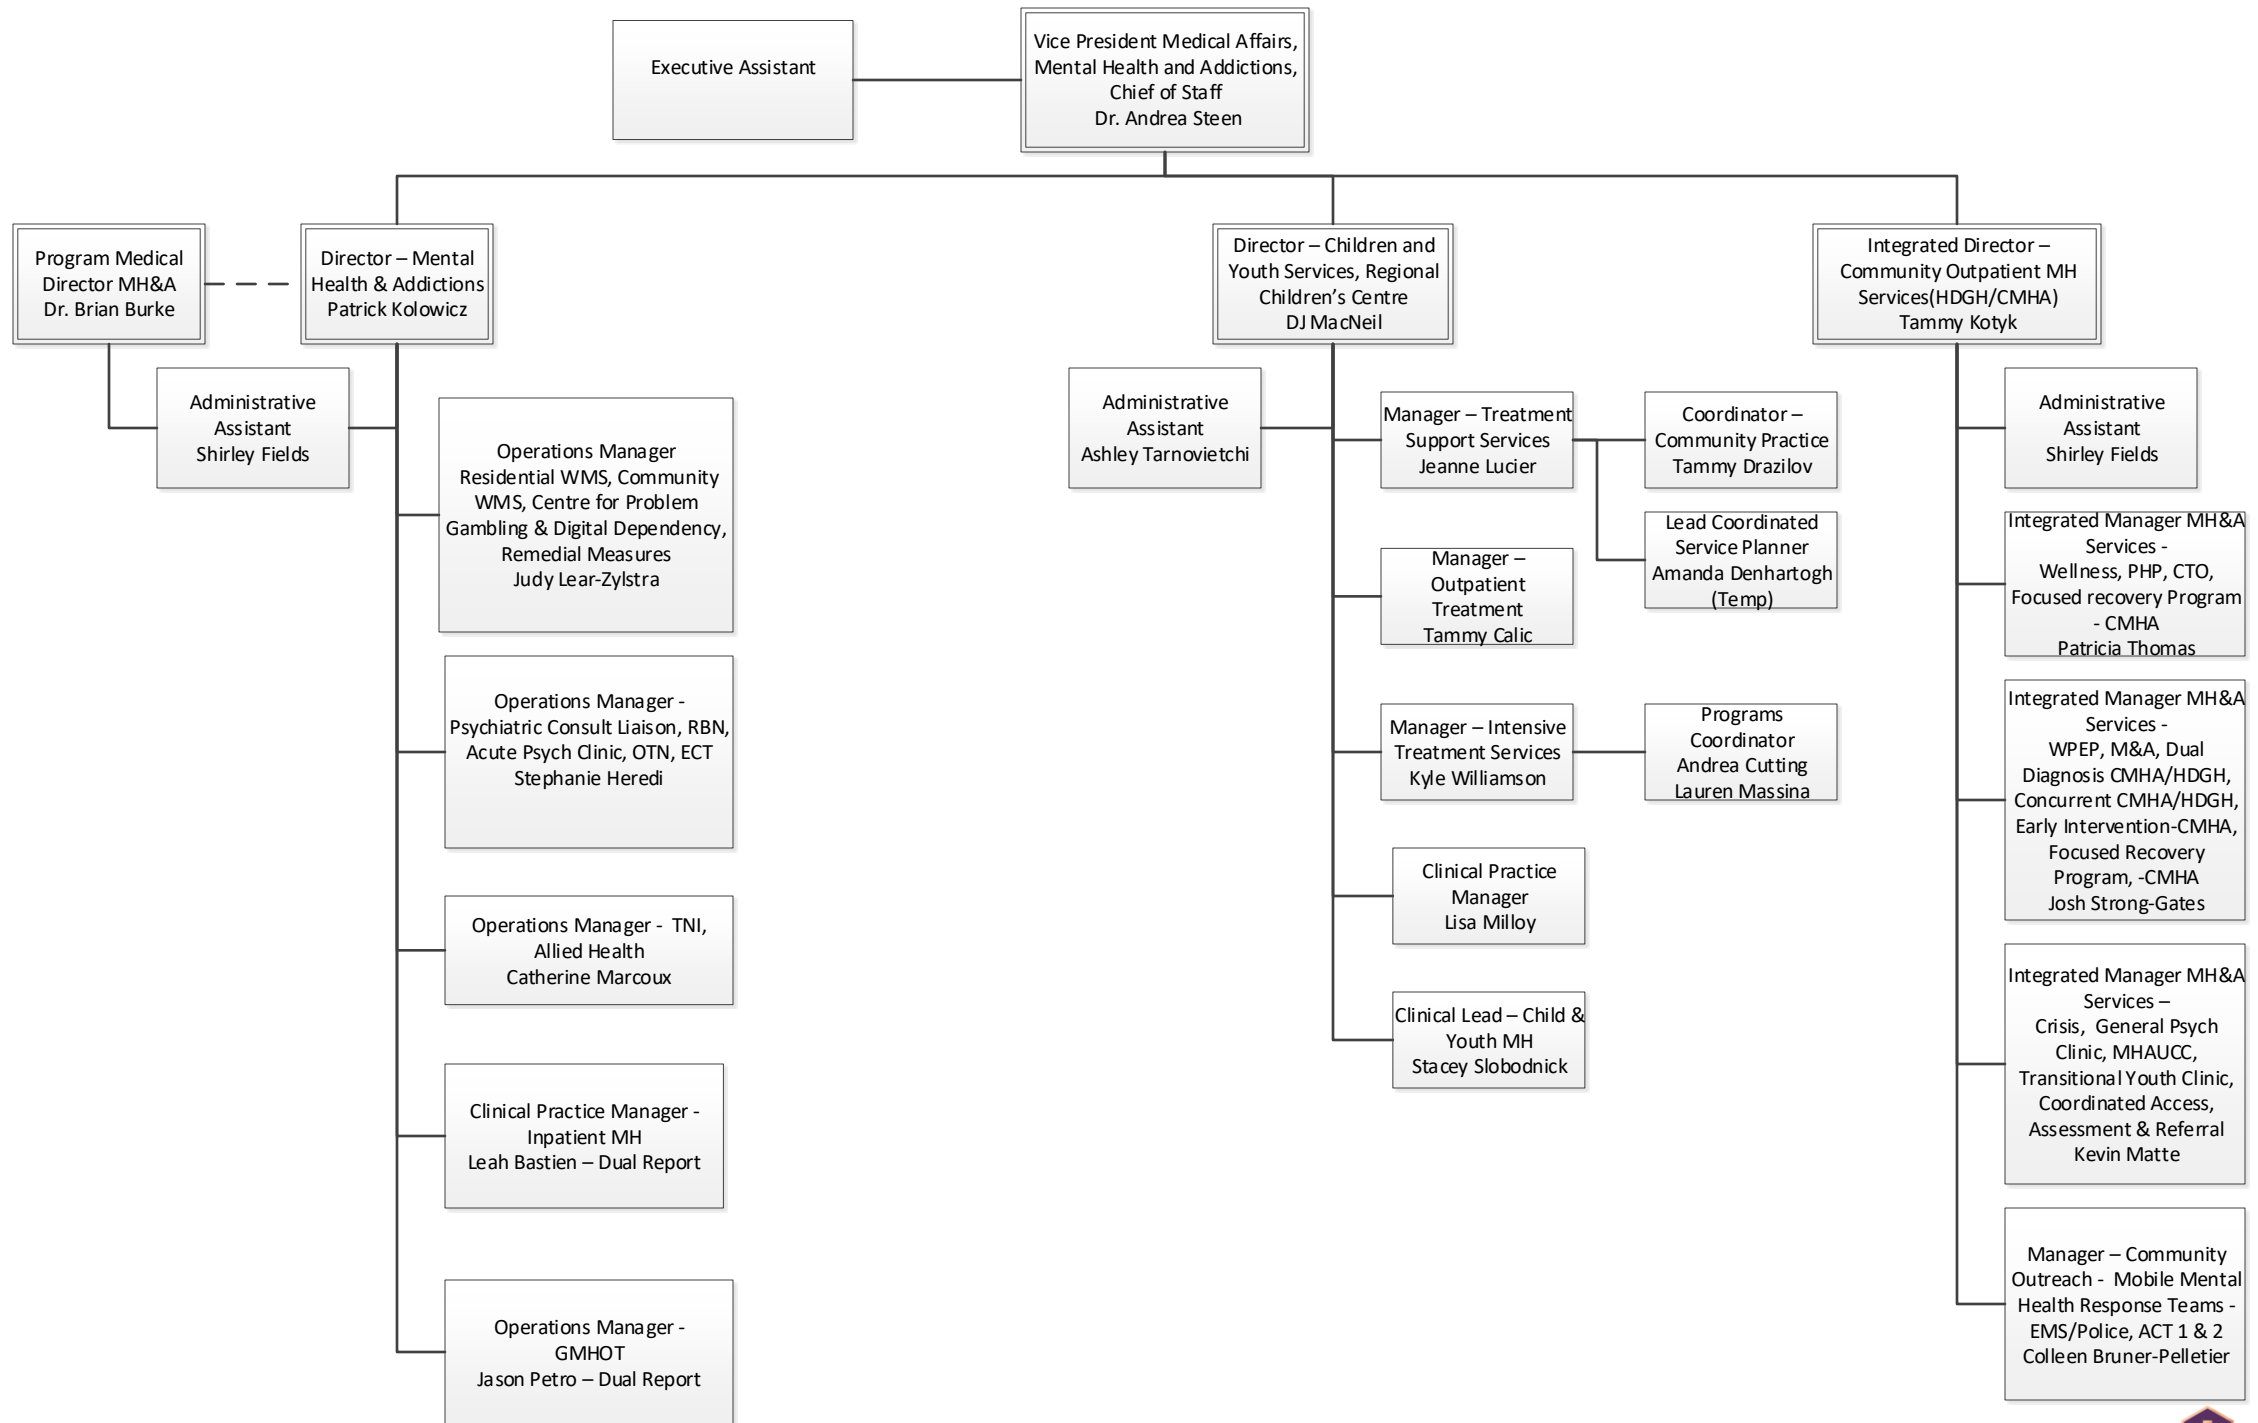 Executive Assistant
Vice President Medical Affairs,
Mental Health and Addictions,
Chief of Staff
Dr. Andrea Steen
Program Medical
Director MH&A
Dr. Brian Burke
Director – Mental
Health & Addictions
Patrick Kolowicz
Director – Children and
Youth Services, Regional
Children’s Centre
DJ MacNeil
Integrated Director –
Community Outpatient MH
Services(HDGH/CMHA)
Tammy Kotyk
Administrative
Assistant
Shirley Fields
Operations Manager
Residential WMS, Community
WMS, Centre for Problem
Gambling & Digital Dependency,
Remedial Measures
Judy Lear-Zylstra
Operations Manager -
Psychiatric Consult Liaison, RBN,
Acute Psych Clinic, OTN, ECT
Stephanie Heredi
Operations Manager - TNI,
Allied Health
Catherine Marcoux
Clinical Practice Manager -
Inpatient MH
Leah Bastien – Dual Report
Operations Manager -
GMHOT
Jason Petro – Dual Report
Administrative
Assistant
Ashley Tarnovietchi
Manager – Treatment
Support Services
Jeanne Lucier
Coordinator –
Community Practice
Tammy Drazilov
Lead Coordinated
Service Planner
Amanda Denhartogh
(Temp)
Manager –
Outpatient
Treatment
Tammy Calic
Manager – Intensive
Treatment Services
Kyle Williamson
Programs
Coordinator
Andrea Cutting
Lauren Massina
Clinical Practice
Manager
Lisa Milloy
Clinical Lead – Child &
Youth MH
Stacey Slobodnick
Administrative
Assistant
Shirley Fields
Integrated Manager MH&A
Services -
Wellness, PHP, CTO,
Focused recovery Program
- CMHA
Patricia Thomas
Integrated Manager MH&A
Services -
WPEP, M&A, Dual
Diagnosis CMHA/HDGH,
Concurrent CMHA/HDGH,
Early Intervention-CMHA,
Focused Recovery
Program, -CMHA
Josh Strong-Gates
Integrated Manager MH&A
Services –
Crisis, General Psych
Clinic, MHAUCC,
Transitional Youth Clinic,
Coordinated Access,
Assessment & Referral
Kevin Matte
Manager – Community
Outreach - Mobile Mental
Health Response Teams -
EMS/Police, ACT 1 & 2
Colleen Bruner-Pelletier